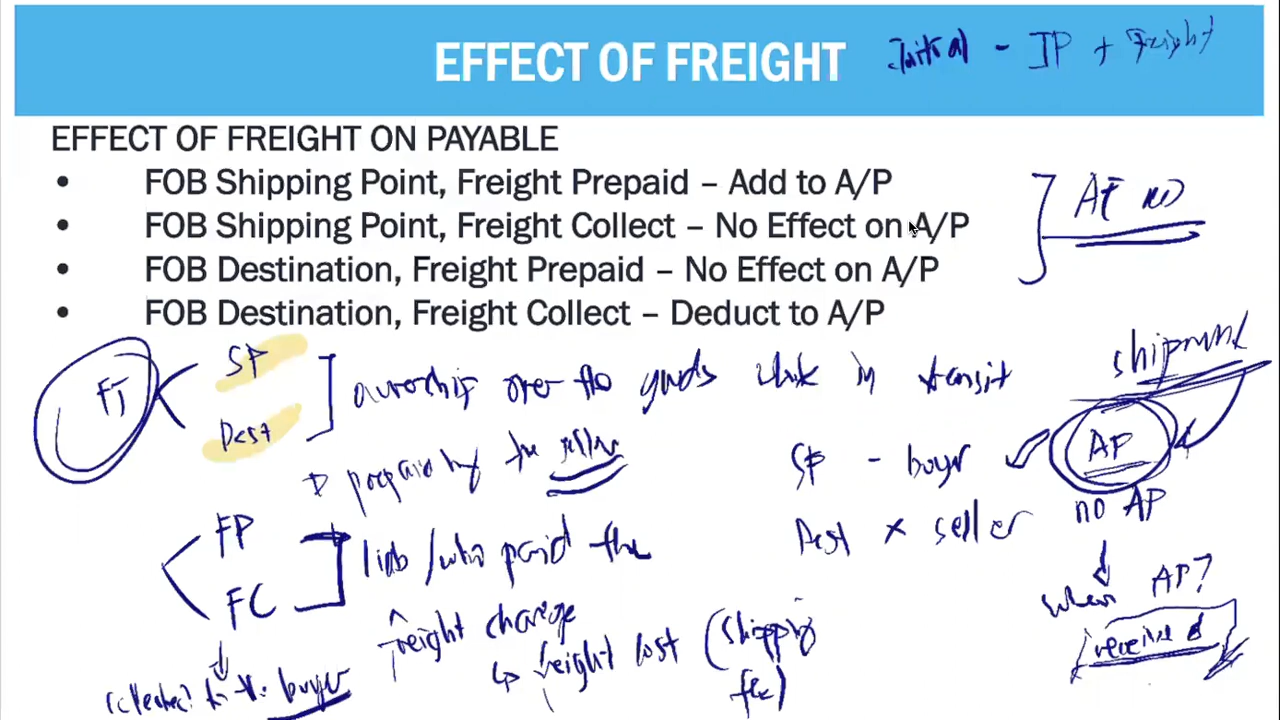 EFFECT OF FREIGHT
Initial - IP + Freight
EFFECT OF FREIGHT ON PAYABLE
• FOB Shipping Point, Freight Prepaid – Add to A/P
• FOB Shipping Point, Freight Collect – No Effect on A/P
• FOB Destination, Freight Prepaid – No Effect on A/P
• FOB Destination, Freight Collect – Deduct to A/P
AP NO
shipment
SP
FT
Dest
ownership over the goods while in transit
prepaid by the seller
SP - buyer ✓ AP
Dest × seller no AP
FP
FC
who paid the
freight charge
freight cost (shipping
fee)
when AP?
received
collected to the buyer